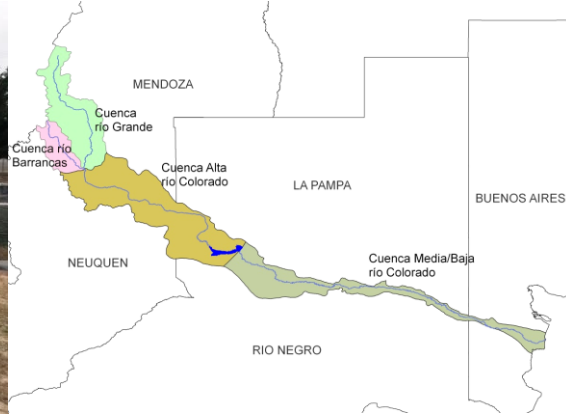 MENDOZA
Cuenca
río Grande
Cuenca río
Barrancas
Cuenca Alta
río Colorado
LA PAMPA
BUENOS AIRES
NEUQUEN
Cuenca Media/Baja
río Colorado
RIO NEGRO